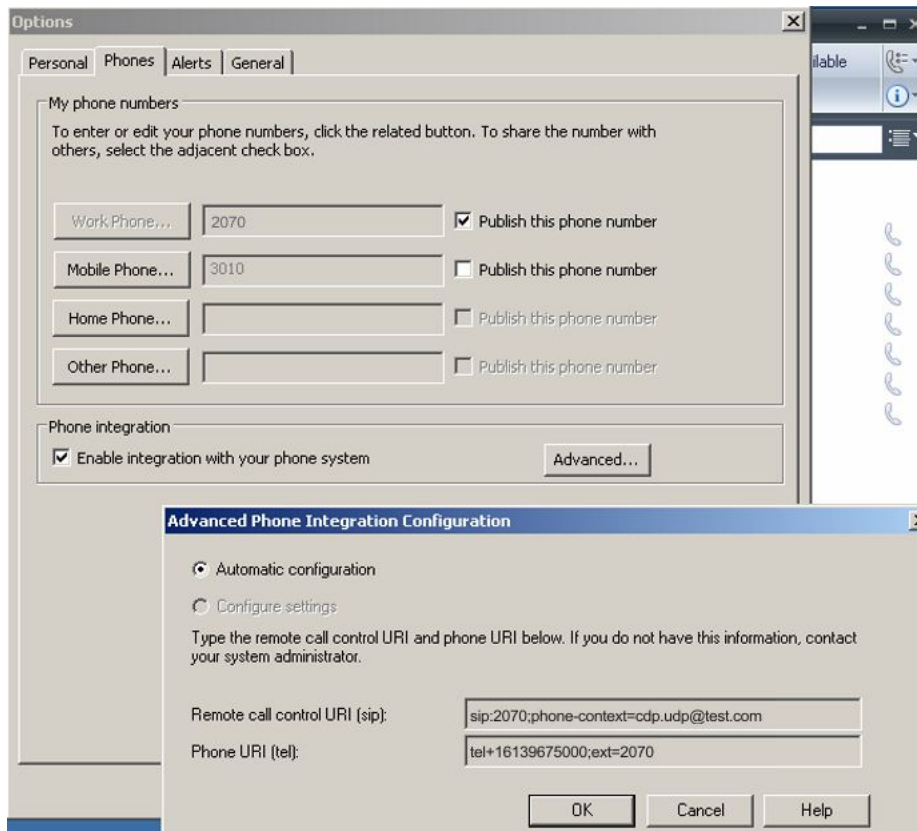 Options
Personal Phones Alerts General
ilable
My phone numbers
To enter or edit your phone numbers, click the related button. To share the number with
others, select the adjacent check box.
Work Phone... 2070 Publish this phone number
Mobile Phone... 3010 Publish this phone number
Home Phone... Publish this phone number
Other Phone... Publish this phone number
Phone integration
Enable integration with your phone system Advanced...
Advanced Phone Integration Configuration
Automatic configuration
Configure settings
Type the remote call control URI and phone URI below. If you do not have this information, contact
your system administrator.
Remote call control URI (sip): sip:2070;phone-context=cdp.udp@test.com
Phone URI (tel): tel+16139675000;ext=2070
OK Cancel Help